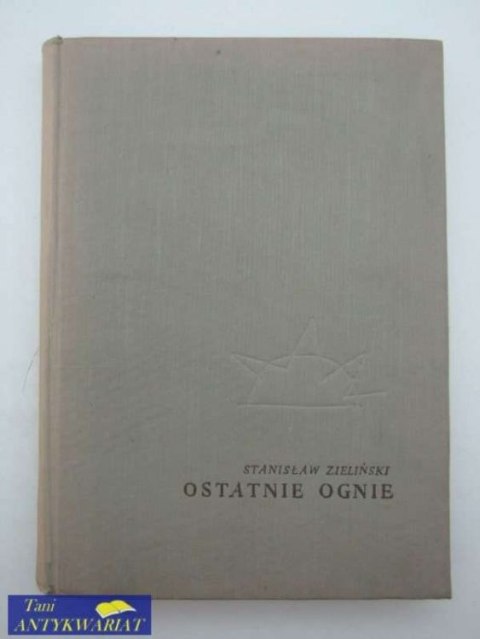 STANISŁAW ZIELIŃSKI
OSTATNIE OGNIE
Tani
ANTYKWARIAT